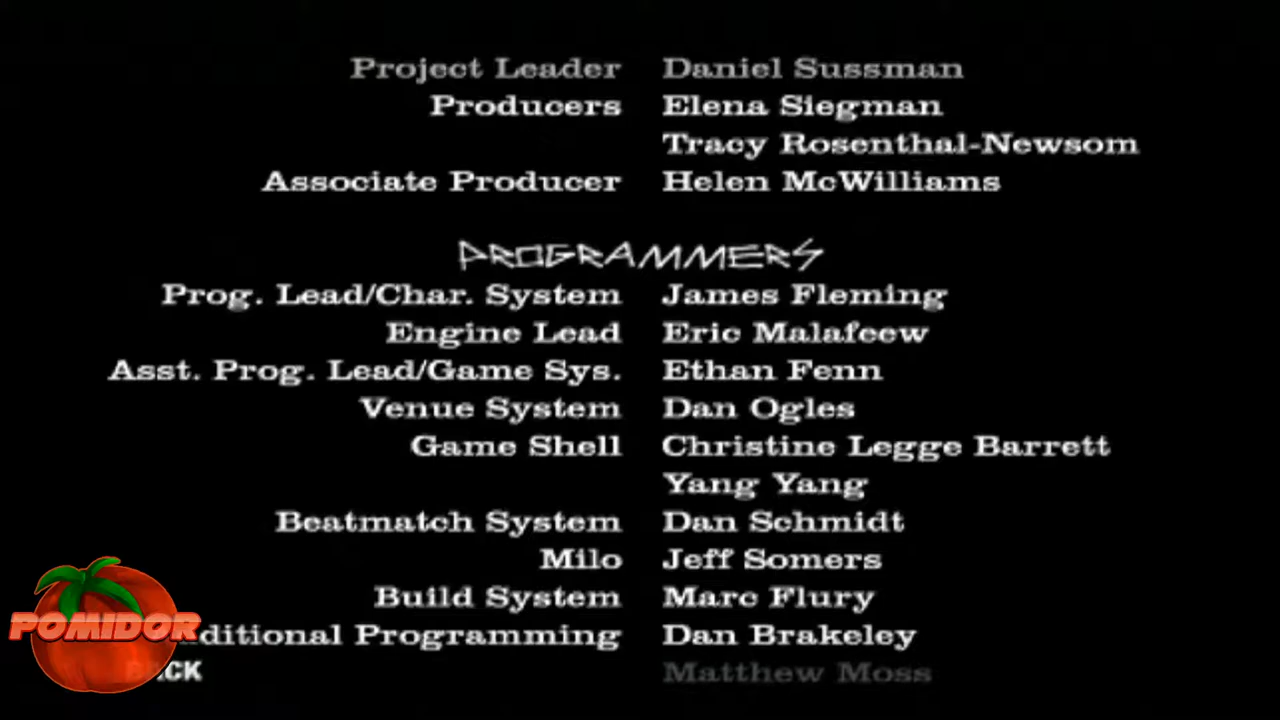 Project Leader Daniel Sussman
Producers Elena Siegman
Tracy Rosenthal-Newsom
Associate Producer Helen McWilliams
PROGRAMMERS
Prog. Lead/Char. System James Fleming
Engine Lead Eric Malafeew
Asst. Prog. Lead/Game Sys. Ethan Fenn
Venue System Dan Ogles
Game Shell Christine Legge Barrett
Yang Yang
Beatmatch System Dan Schmidt
Milo Jeff Somers
Build System Marc Flury
POMIDOR
ditional Programming Dan Brakeley
BACK
Matthew Moss